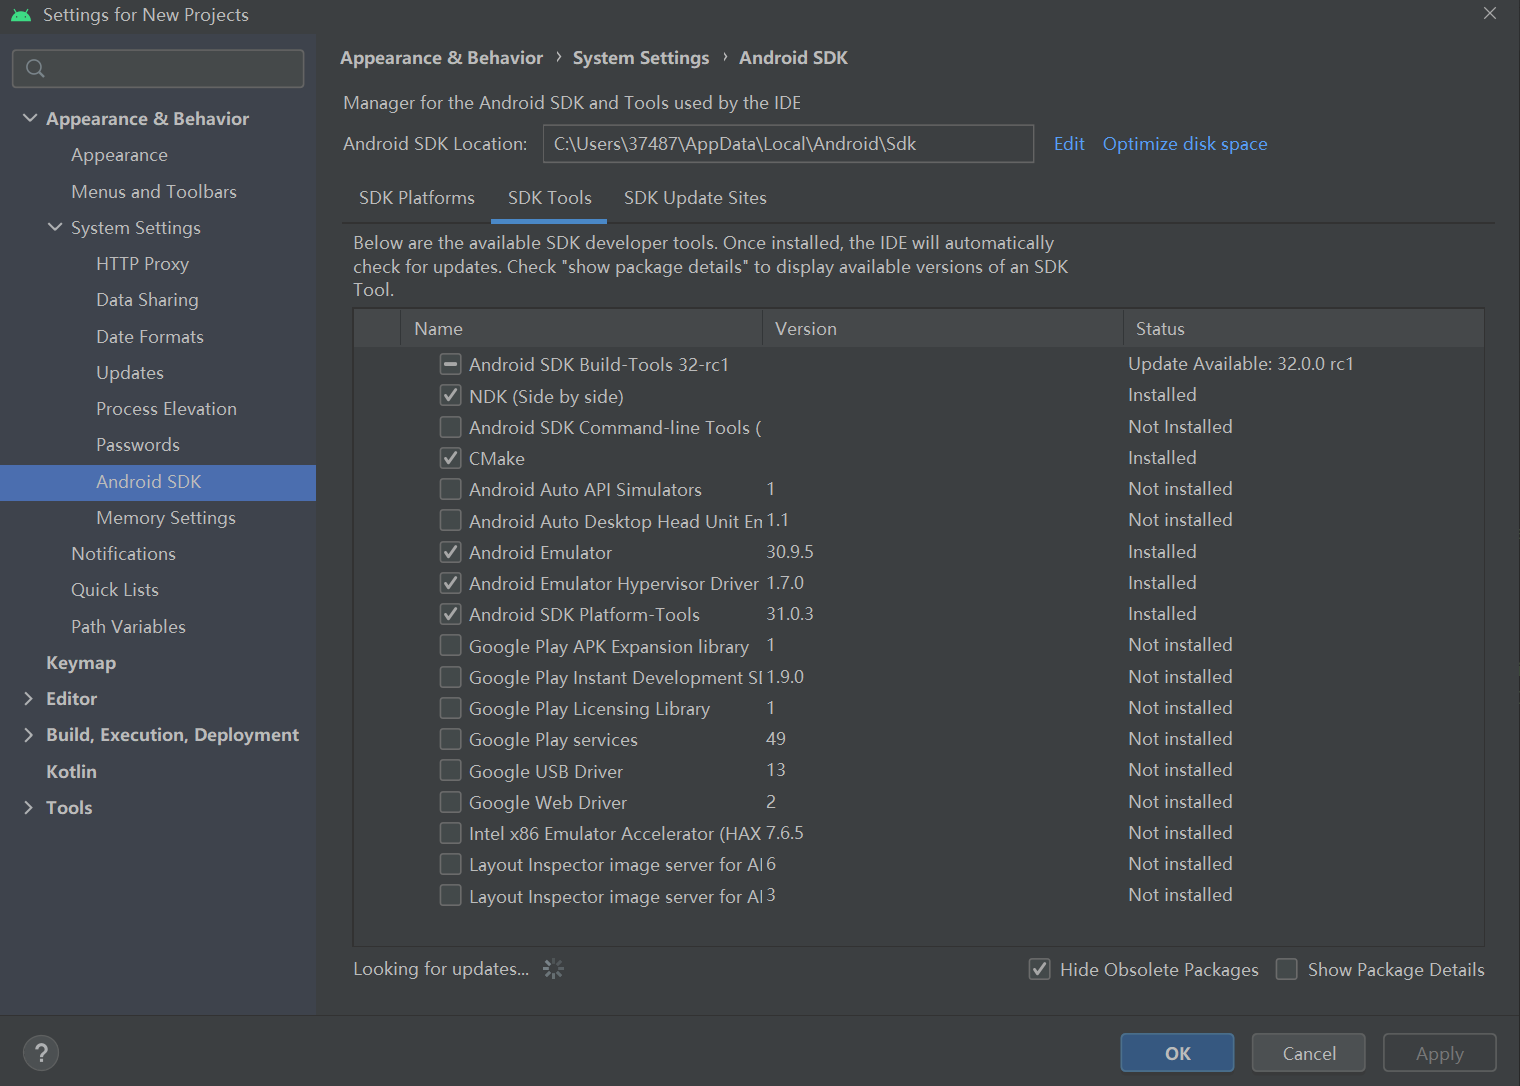 Settings for New Projects
Appearance & Behavior
Appearance
Menus and Toolbars
System Settings
HTTP Proxy
Data Sharing
Date Formats
Updates
Process Elevation
Passwords
Android SDK
Memory Settings
Notifications
Quick Lists
Path Variables
Keymap
Editor
Build, Execution, Deployment
Kotlin
Tools
Appearance & Behavior › System Settings › Android SDK
Manager for the Android SDK and Tools used by the IDE
Android SDK Location: C:\Users\37487\AppData\Local\Android\Sdk Edit Optimize disk space
SDK Platforms SDK Tools SDK Update Sites
Below are the available SDK developer tools. Once installed, the IDE will automatically
check for updates. Check "show package details" to display available versions of an SDK
Tool.
Name Version Status
Android SDK Build-Tools 32-rc1 Update Available: 32.0.0 rc1
NDK (Side by side) Installed
Android SDK Command-line Tools ( Not Installed
CMake Installed
Android Auto API Simulators 1 Not installed
Android Auto Desktop Head Unit En 1.1 Not installed
Android Emulator 30.9.5 Installed
Android Emulator Hypervisor Driver 1.7.0 Installed
Android SDK Platform-Tools 31.0.3 Installed
Google Play APK Expansion library 1 Not installed
Google Play Instant Development SI 1.9.0 Not installed
Google Play Licensing Library 1 Not installed
Google Play services 49 Not installed
Google USB Driver 13 Not installed
Google Web Driver 2 Not installed
Intel x86 Emulator Accelerator (HAX 7.6.5 Not installed
Layout Inspector image server for AI 6 Not installed
Layout Inspector image server for AI 3 Not installed
Looking for updates... Hide Obsolete Packages Show Package Details
? OK Cancel Apply